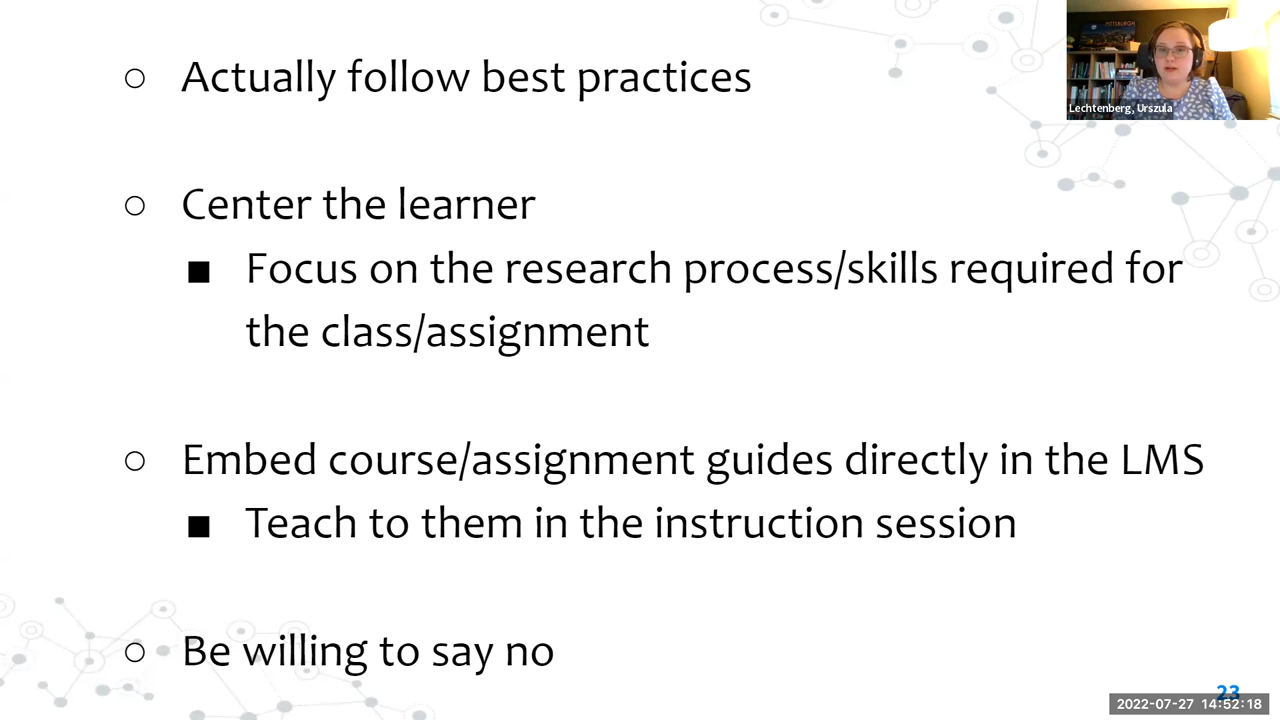 ○ Actually follow best practices
○ Center the learner
■ Focus on the research process/skills required for
the class/assignment
○ Embed course/assignment guides directly in the LMS
■ Teach to them in the instruction session
○ Be willing to say no
PITTSBURGH
Lechtenberg, Urszula
23
2022-07-27 14:52:18